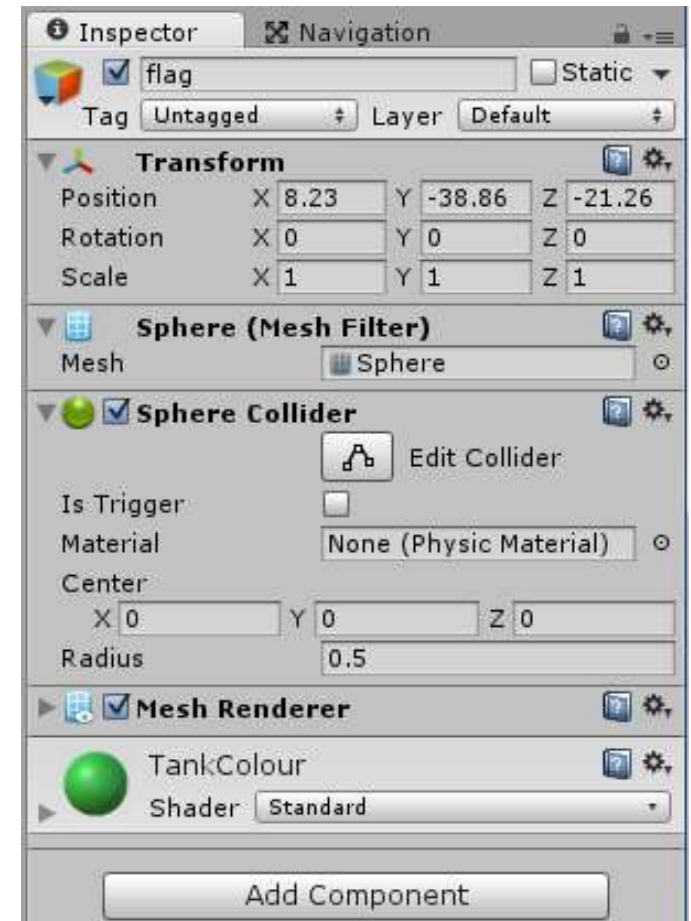 Inspector Navigation
flag Static
Tag Untagged Layer Default
Transform
Position X 8.23 Y -38.86 Z -21.26
Rotation X 0 Y 0 Z 0
Scale X 1 Y 1 Z 1
Sphere (Mesh Filter)
Mesh Sphere
Sphere Collider
Edit Collider
Is Trigger
Material None (Physic Material)
Center
X 0 Y 0 Z 0
Radius 0.5
Mesh Renderer
TankColour
Shader Standard
Add Component